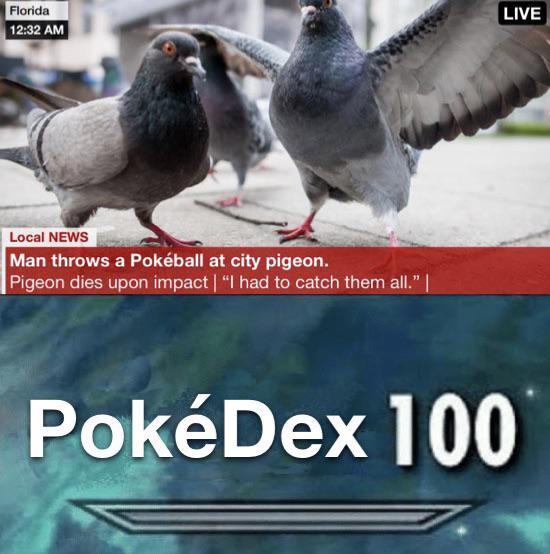 Florida
LIVE
12:32 AM
Local NEWS
Man throws a Pokéball at city pigeon.
Pigeon dies upon impact | “I had to catch them all.” |
PokéDex 100